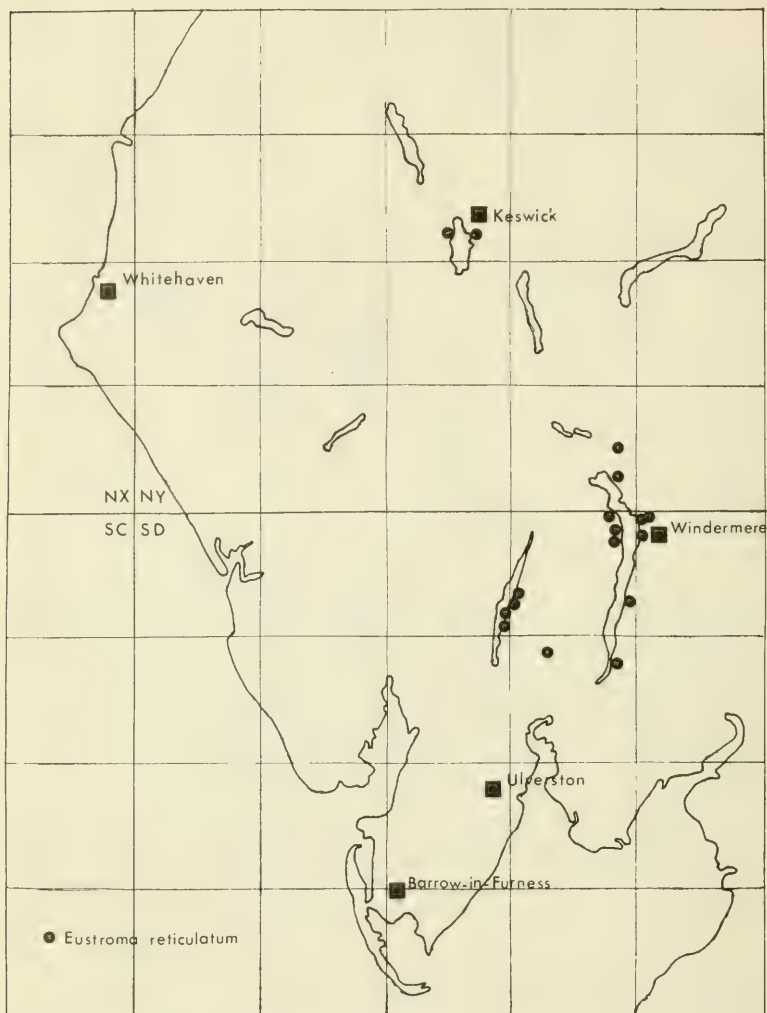 Keswick
Whitehaven
NX NY
SC SD
Windermere
Ulverston
Barrow-in-Furness
Eustroma reticulatum